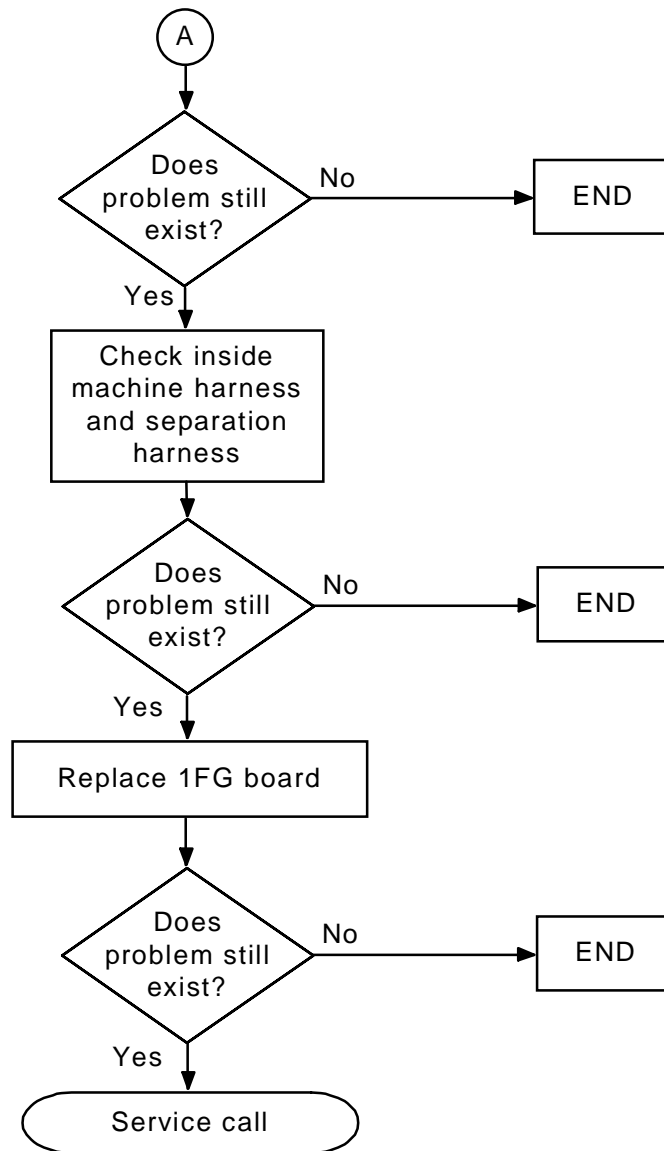 A
Does
problem still
exist?
No
END
Yes
Check inside
machine harness
and separation
harness
Does
problem still
exist?
No
END
Yes
Replace 1FG board
Does
problem still
exist?
No
END
Yes
Service call